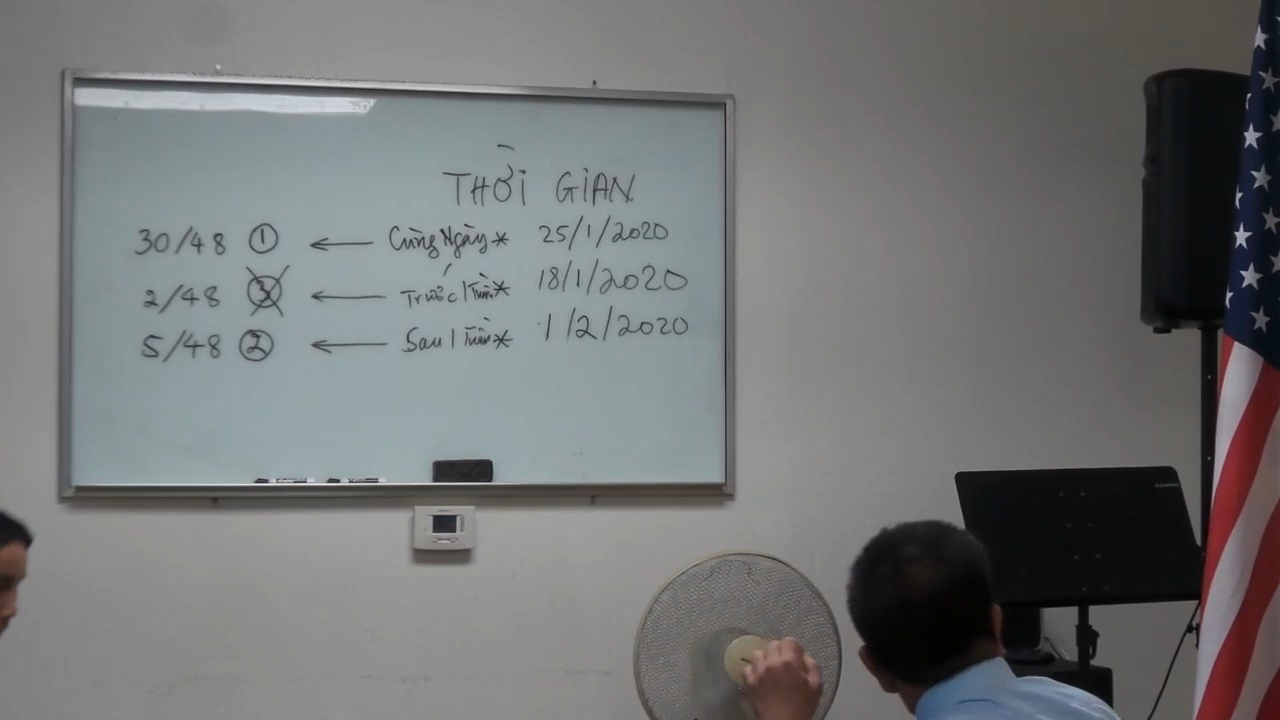 THỜI GIAN
30/48 ① ← Cùng Ngày * 25/1/2020
2/48 ③ ← Trước 1 Tuần * 18/1/2020
5/48 ② ← Sau 1 Tuần * 1/2/2020